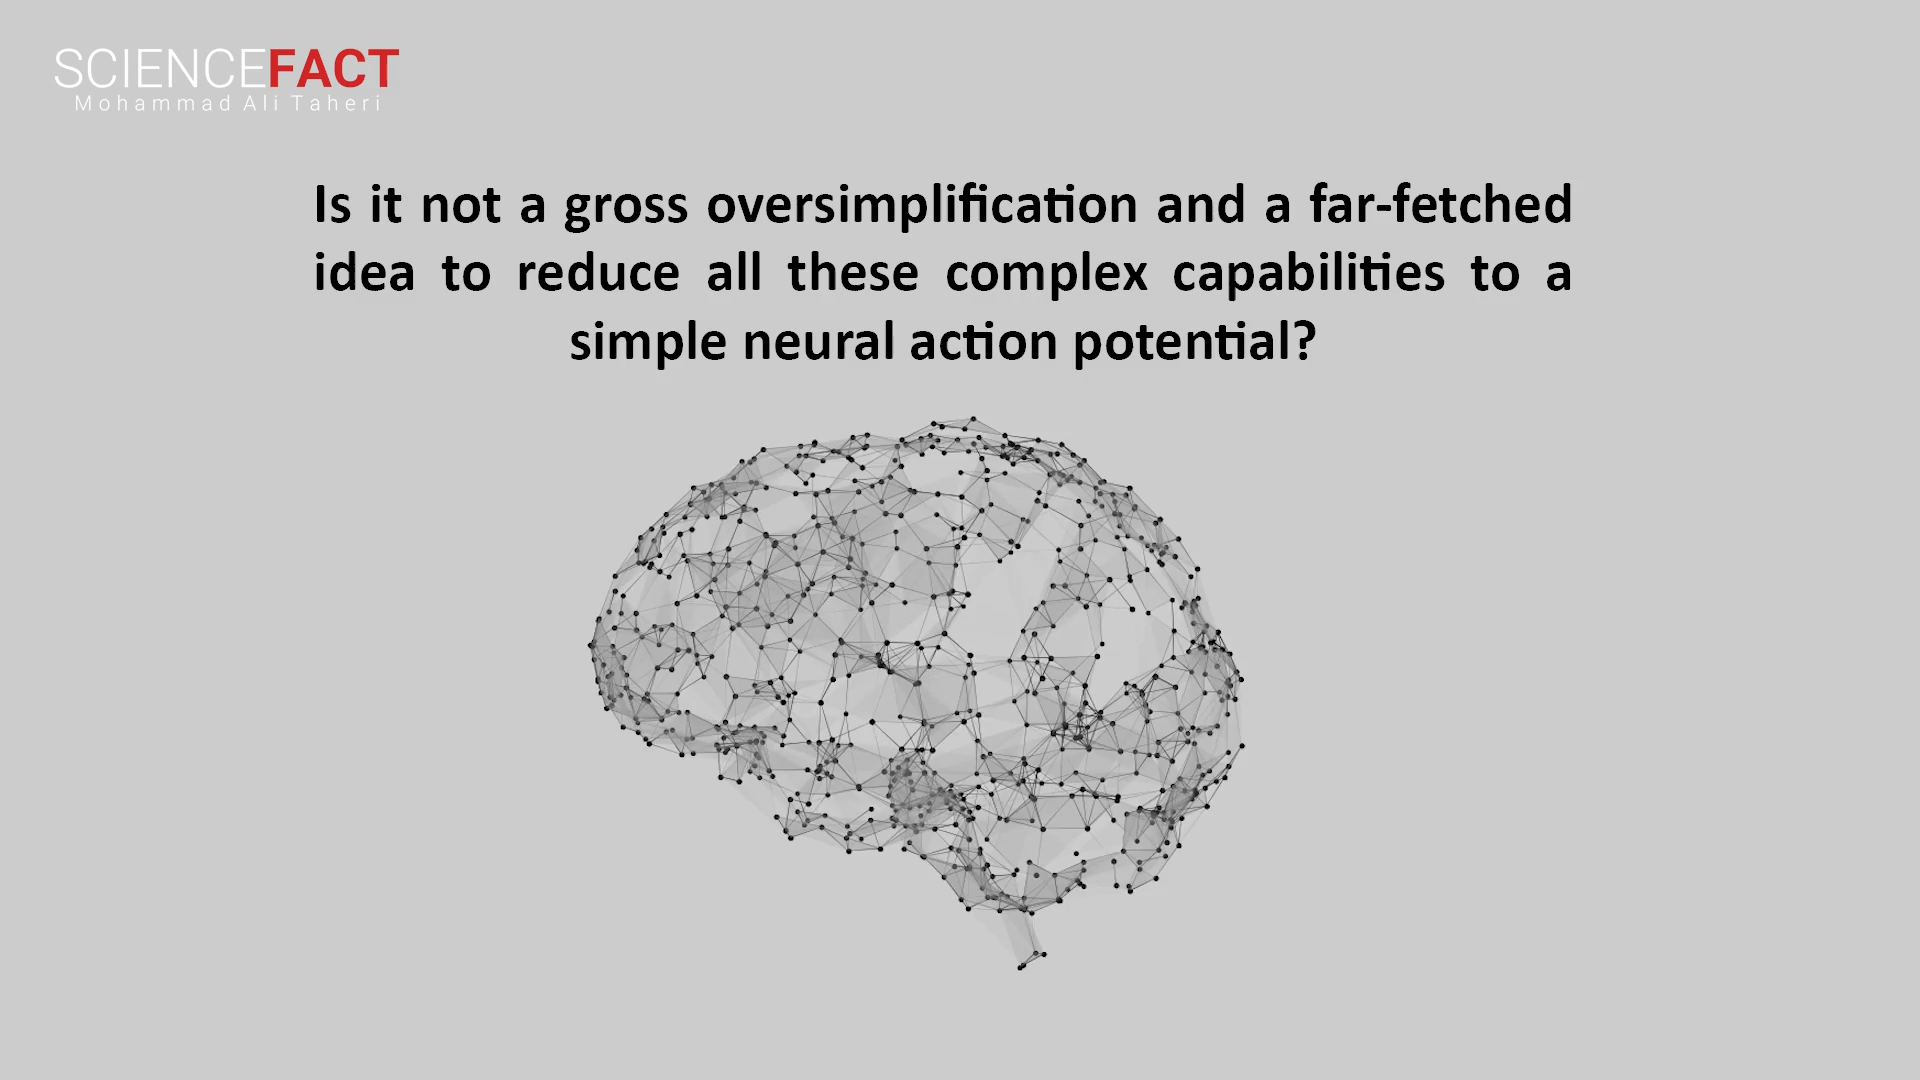 SCIENCEFACT
Mohammad Ali Taheri
Is it not a gross oversimplification and a far-fetched
idea to reduce all these complex capabilities to a
simple neural action potential?